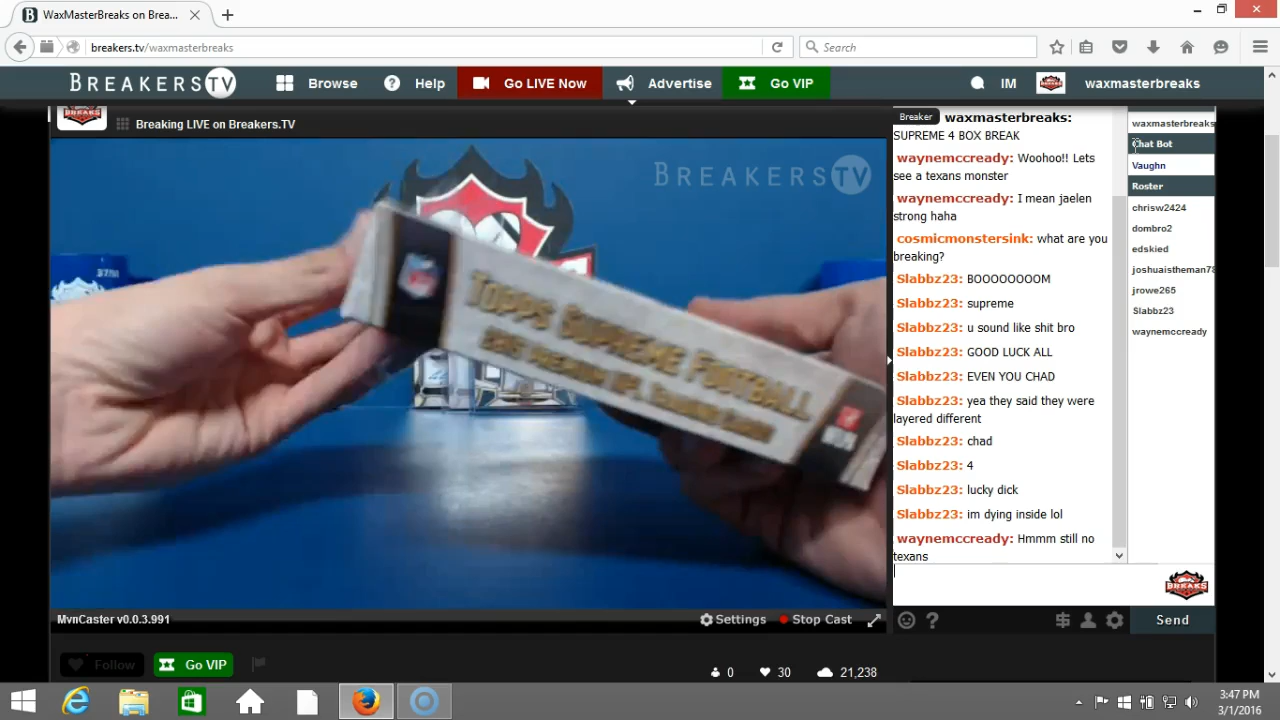 WaxMasterBreaks on Brea...
breakers.tv/waxmasterbreaks
Search
BREAKERS TV
Browse
Help
Go LIVE Now
Advertise
Go VIP
IM
waxmasterbreaks
Breaking LIVE on Breakers.TV
BREAKERS TV
TOPPS SUPREME FOOTBALL
MvnCaster v0.0.3.991
Settings
Stop Cast
Follow
Go VIP
0
30
21,238
Breaker waxmasterbreaks:
SUPREME 4 BOX BREAK
waynemccready: Woohoo!! Lets
see a texans monster
waynemccready: I mean jaelen
strong haha
cosmicmonstersink: what are you
breaking?
Slabbz23: BOOOOOOOOM
Slabbz23: supreme
Slabbz23: u sound like shit bro
Slabbz23: GOOD LUCK ALL
Slabbz23: EVEN YOU CHAD
Slabbz23: yea they said they were
layered different
Slabbz23: chad
Slabbz23: 4
Slabbz23: lucky dick
Slabbz23: im dying inside lol
waynemccready: Hmmm still no
texans
BREAKS
Send
waxmasterbreaks
Chat Bot
Vaughn
Roster
chrisw2424
dombro2
edskied
joshuaistheman78
jrowe265
Slabbz23
waynemccready
3:47 PM
3/1/2016